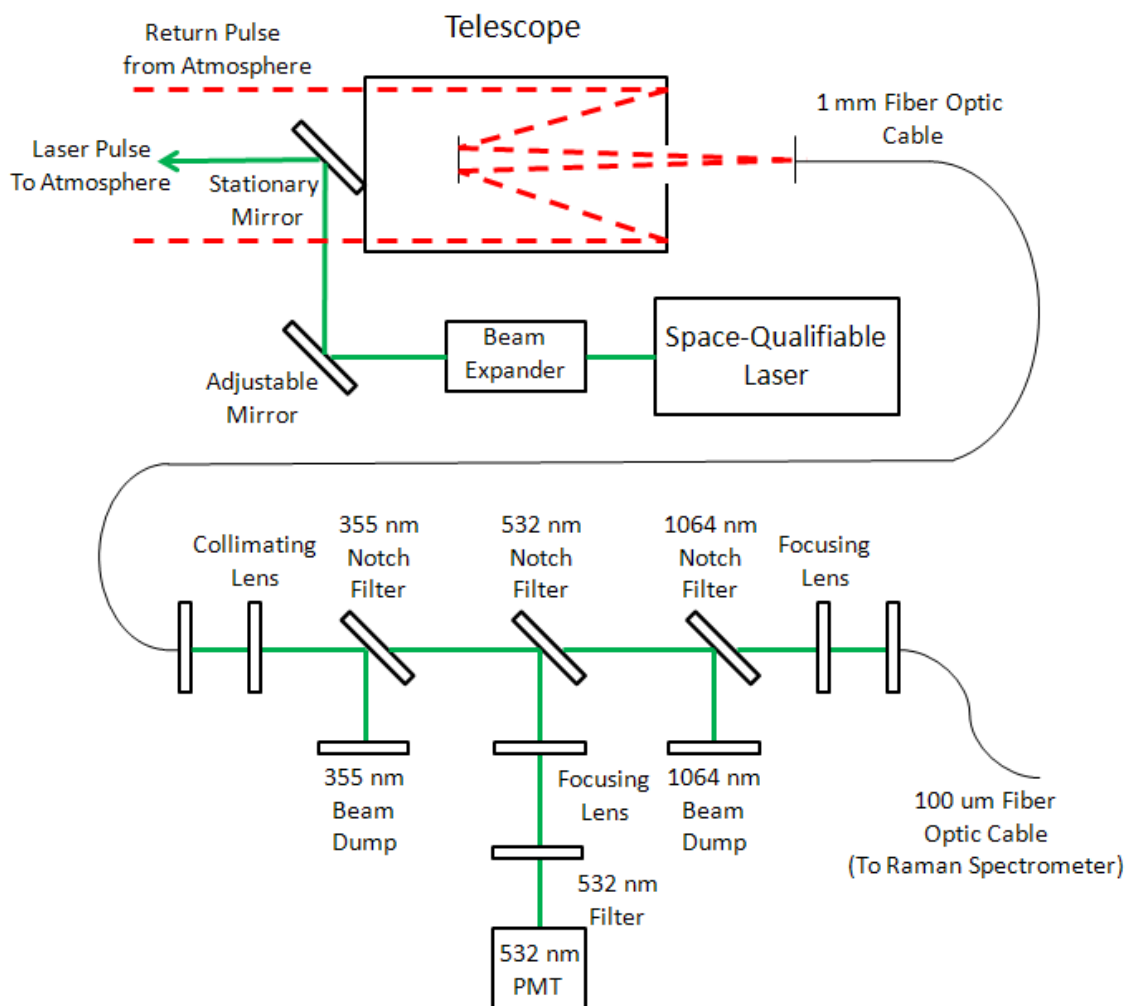 Telescope
Return Pulse
from Atmosphere
1 mm Fiber Optic
Cable
Laser Pulse
To Atmosphere
Stationary
Mirror
Beam
Expander
Space-Qualifiable
Laser
Adjustable
Mirror
355 nm
Notch
Filter
532 nm
Notch
Filter
1064 nm
Notch
Filter
Collimating
Lens
Focusing
Lens
355 nm
Beam
Dump
Focusing
Lens
1064 nm
Beam
Dump
100 um Fiber
Optic Cable
(To Raman Spectrometer)
532 nm
Filter
532 nm
PMT